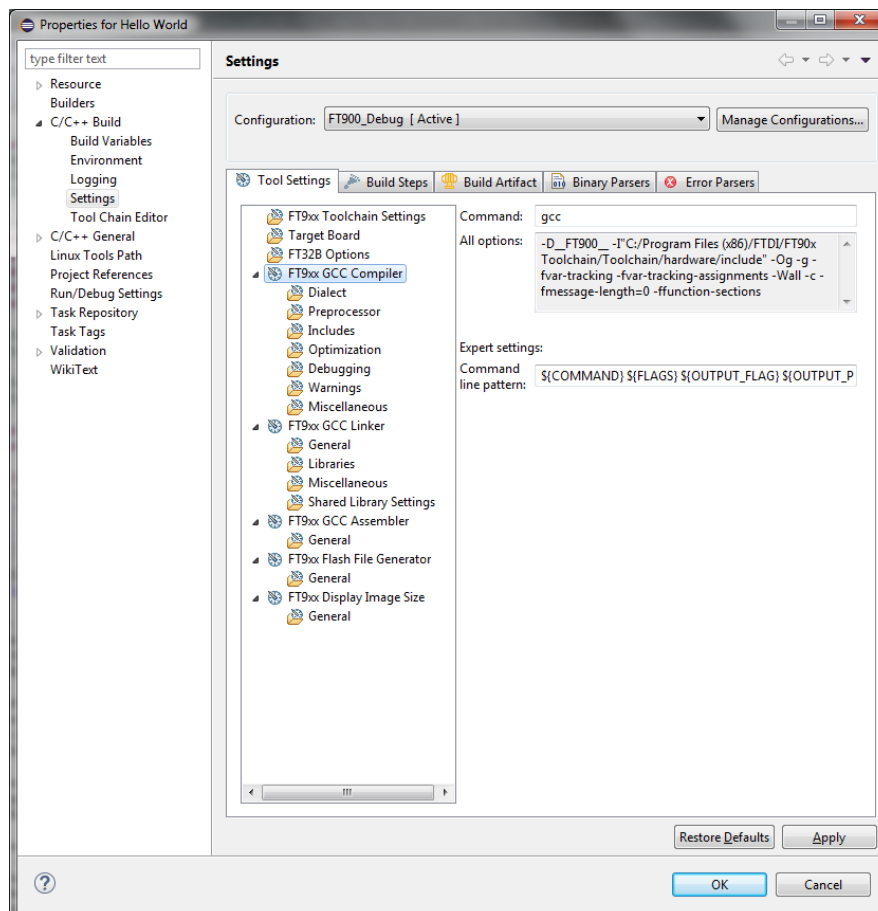 Properties for Hello World
type filter text
Resource
Builders
C/C++ Build
Build Variables
Environment
Logging
Settings
Tool Chain Editor
C/C++ General
Linux Tools Path
Project References
Run/Debug Settings
Task Repository
Task Tags
Validation
WikiText
Settings
Configuration: FT900_Debug [ Active ] Manage Configurations...
Tool Settings Build Steps Build Artifact Binary Parsers Error Parsers
FT9xx Toolchain Settings
Target Board
FT32B Options
FT9xx GCC Compiler
Dialect
Preprocessor
Includes
Optimization
Debugging
Warnings
Miscellaneous
FT9xx GCC Linker
General
Libraries
Miscellaneous
Shared Library Settings
FT9xx GCC Assembler
General
FT9xx Flash File Generator
General
FT9xx Display Image Size
General
Command: gcc
All options: -D__FT900__ -I"C:/Program Files (x86)/FTDI/FT90x
Toolchain/Toolchain/hardware/include" -Og -g -
fvar-tracking -fvar-tracking-assignments -Wall -c -
fmessage-length=0 -ffunction-sections
Expert settings:
Command
line pattern: ${COMMAND} ${FLAGS} ${OUTPUT_FLAG} ${OUTPUT_P
Restore Defaults Apply
OK Cancel